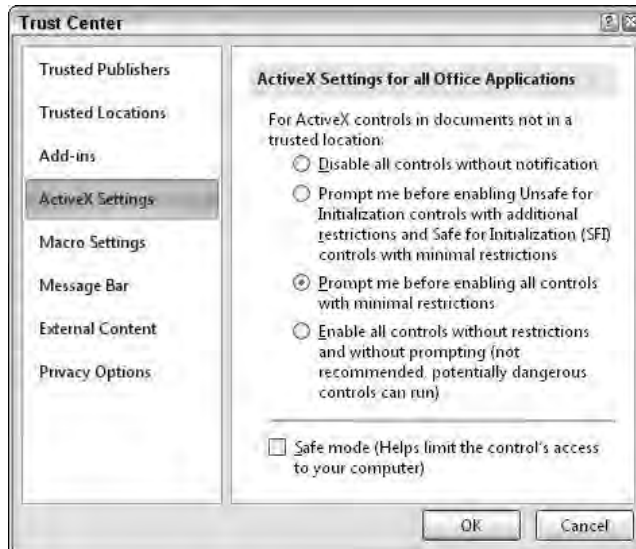 Trust Center
Trusted Publishers
Trusted Locations
Add-ins
ActiveX Settings
Macro Settings
Message Bar
External Content
Privacy Options
ActiveX Settings for all Office Applications
For ActiveX controls in documents not in a
trusted location:
Disable all controls without notification
Prompt me before enabling Unsafe for
Initialization controls with additional
restrictions and Safe for Initialization (SFI)
controls with minimal restrictions
Prompt me before enabling all controls
with minimal restrictions
Enable all controls without restrictions
and without prompting (not
recommended, potentially dangerous
controls can run)
Safe mode (Helps limit the control's access
to your computer)
OK
Cancel